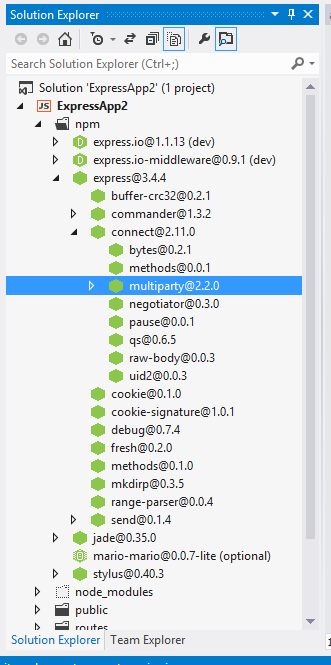 Solution Explorer
Search Solution Explorer (Ctrl+;)
Solution 'ExpressApp2' (1 project)
JS ExpressApp2
npm
D express.io@1.1.13 (dev)
D express.io-middleware@0.9.1 (dev)
express@3.4.4
buffer-crc32@0.2.1
commander@1.3.2
connect@2.11.0
bytes@0.2.1
methods@0.0.1
multiparty@2.2.0
negotiator@0.3.0
pause@0.0.1
qs@0.6.5
raw-body@0.0.3
uid2@0.0.3
cookie@0.1.0
cookie-signature@1.0.1
debug@0.7.4
fresh@0.2.0
methods@0.1.0
mkdirp@0.3.5
range-parser@0.0.4
send@0.1.4
jade@0.35.0
mario-mario@0.0.7-lite (optional)
stylus@0.40.3
node_modules
public
routes
Solution Explorer Team Explorer